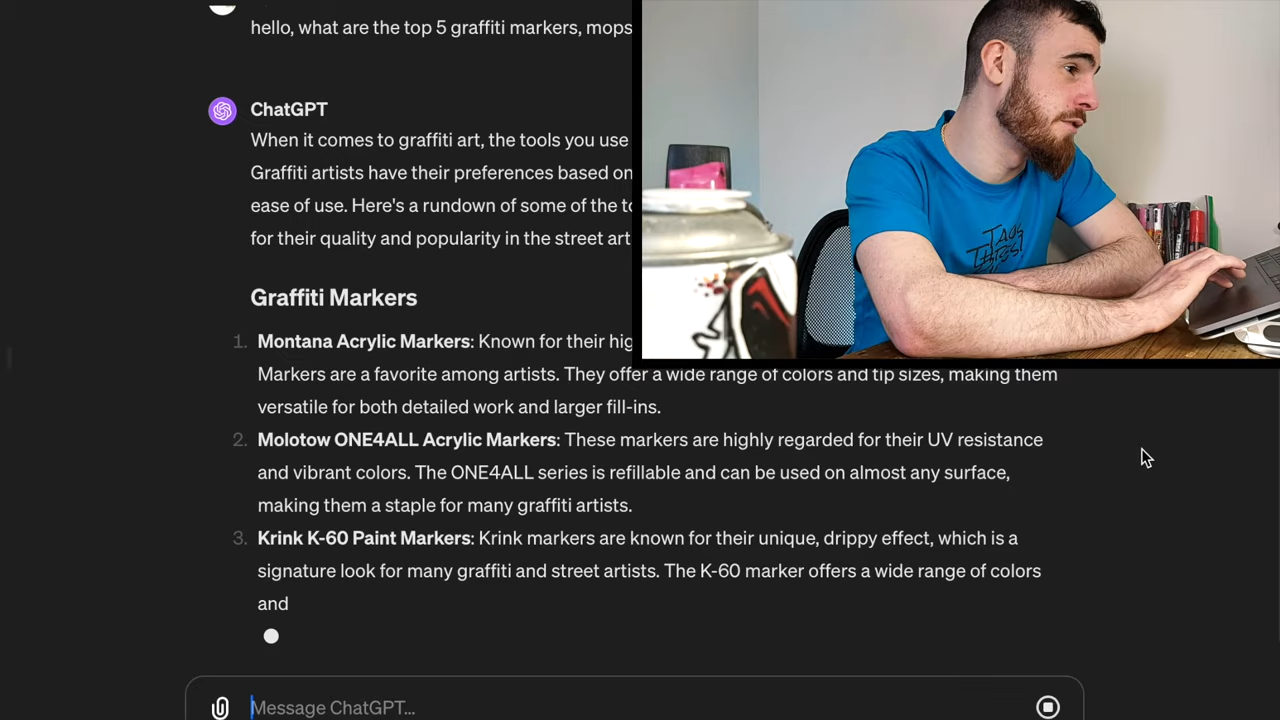 hello, what are the top 5 graffiti markers, mops
ChatGPT
When it comes to graffiti art, the tools you use
Graffiti artists have their preferences based on
ease of use. Here's a rundown of some of the to
for their quality and popularity in the street art
Graffiti Markers
1. Montana Acrylic Markers: Known for their hig
Markers are a favorite among artists. They offer a wide range of colors and tip sizes, making them
versatile for both detailed work and larger fill-ins.
2. Molotow ONE4ALL Acrylic Markers: These markers are highly regarded for their UV resistance
and vibrant colors. The ONE4ALL series is refillable and can be used on almost any surface,
making them a staple for many graffiti artists.
3. Krink K-60 Paint Markers: Krink markers are known for their unique, drippy effect, which is a
signature look for many graffiti and street artists. The K-60 marker offers a wide range of colors
and
Message ChatGPT...
TAGS